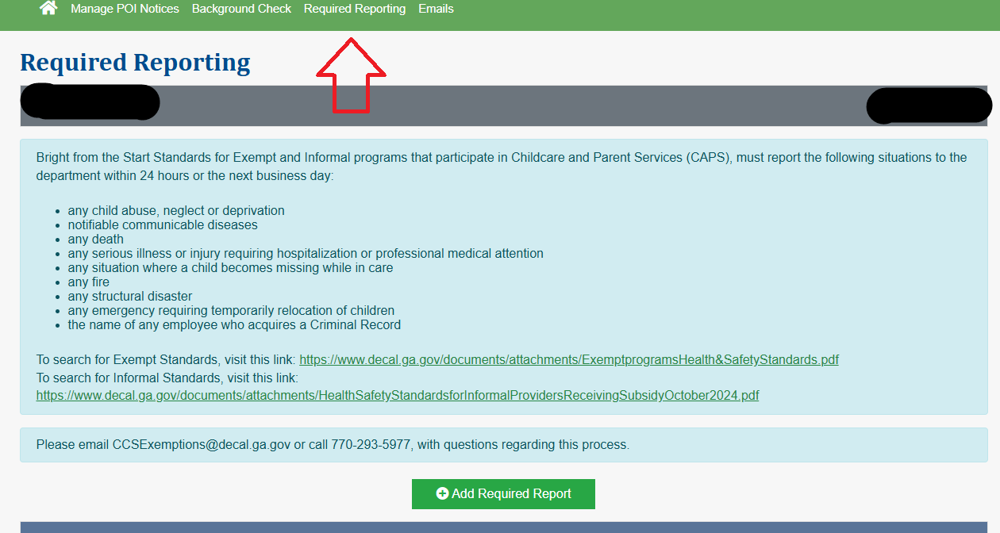 Manage POI Notices Background Check Required Reporting Emails
Required Reporting
Bright from the Start Standards for Exempt and Informal programs that participate in Childcare and Parent Services (CAPS), must report the following situations to the
department within 24 hours or the next business day:
any child abuse, neglect or deprivation
notifiable communicable diseases
any death
any serious illness or injury requiring hospitalization or professional medical attention
any situation where a child becomes missing while in care
any fire
any structural disaster
any emergency requiring temporarily relocation of children
the name of any employee who acquires a Criminal Record
To search for Exempt Standards, visit this link: https://www.decal.ga.gov/documents/attachments/ExemptprogramsHealth&SafetyStandards.pdf
To search for Informal Standards, visit this link:
https://www.decal.ga.gov/documents/attachments/HealthSafetyStandardsforInformalProvidersReceivingSubsidyOctober2024.pdf
Please email CCSExemptions@decal.ga.gov or call 770-293-5977, with questions regarding this process.
Add Required Report